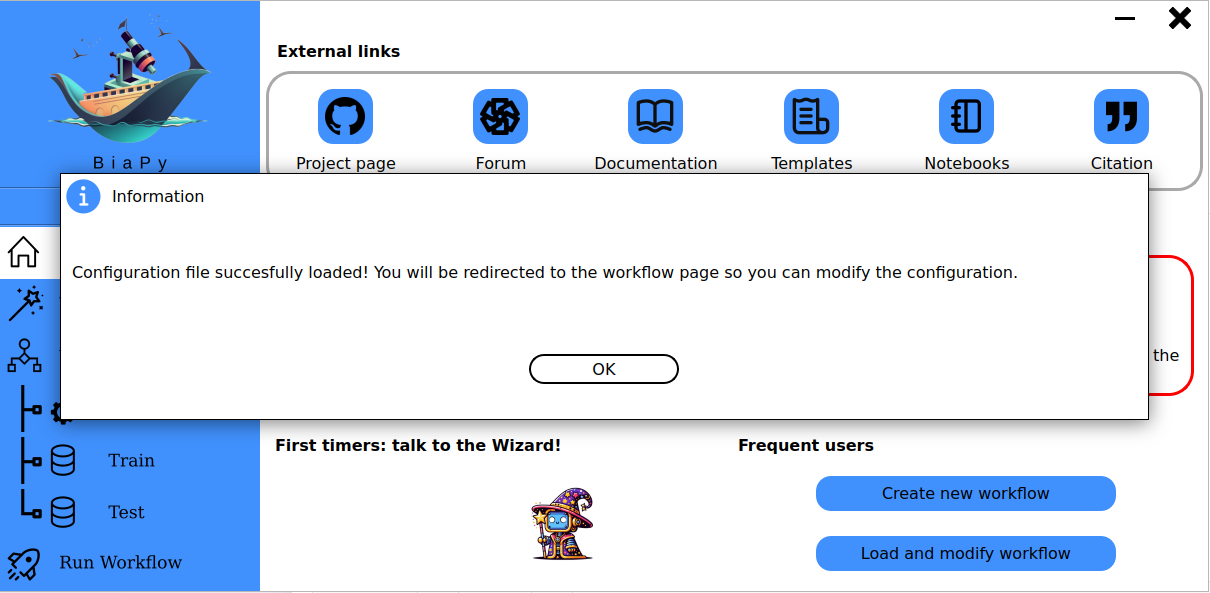 External links
BiaPy
Project page
Forum
Documentation
Templates
Notebooks
Citation
Information
Configuration file succesfully loaded! You will be redirected to the workflow page so you can modify the configuration.
OK
the
First timers: talk to the Wizard!
Frequent users
Train
Create new workflow
Test
Load and modify workflow
Run Workflow